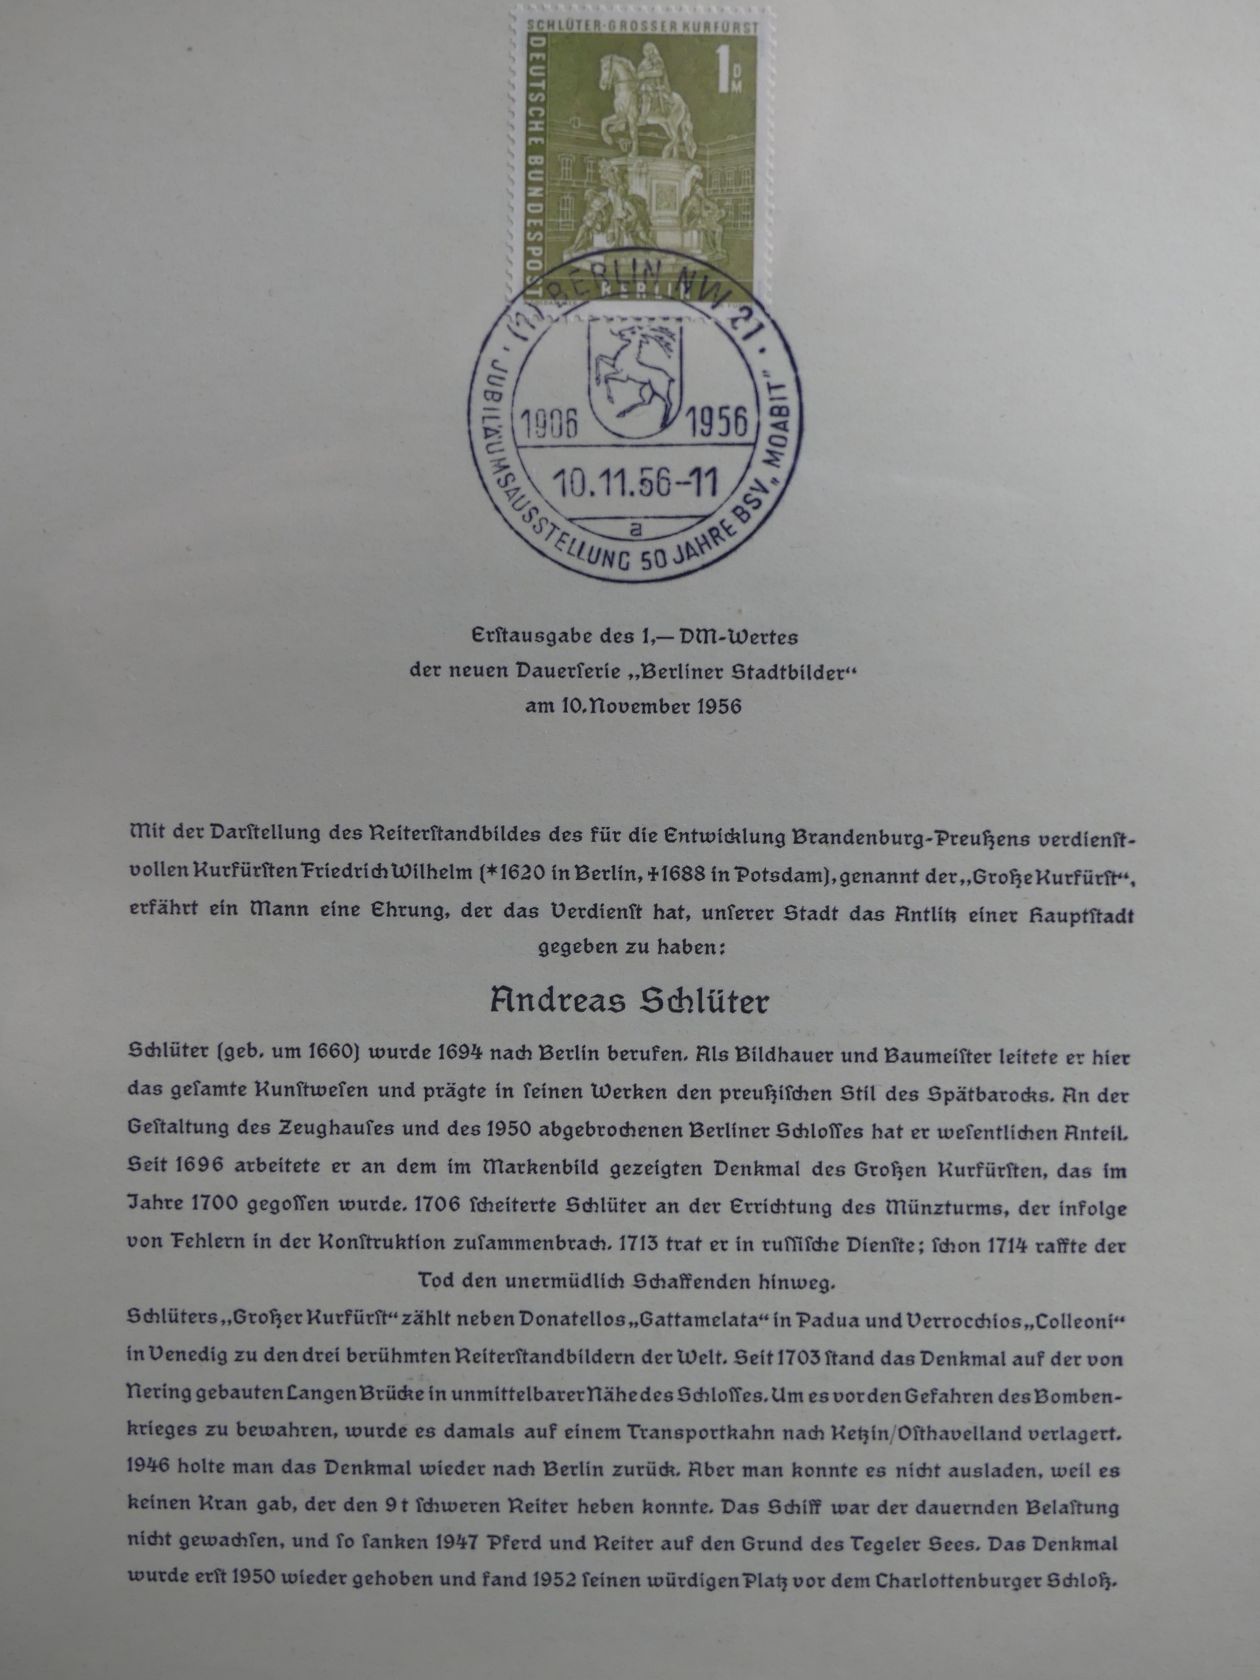 SCHLÜTER-GROSSER KURFÜRST
DEUTSCHE BUNDESPOST
1 DM
BERLIN
(1) BERLIN NW 21
1906 1956
10.11.56-11
a
JUBILÄUMSAUSSTELLUNG 50 JAHRE BSV „MOABIT“
Erſtausgabe des 1,— DM-Wertes
der neuen Dauerſerie „Berliner Stadtbilder“
am 10. November 1956
Mit der Darſtellung des Reiterſtandbildes des für die Entwicklung Brandenburg-Preußens verdienſt-
vollen Kurfürſten Friedrich Wilhelm (*1620 in Berlin, ✝1688 in Potsdam), genannt der „Große Kurfürſt“,
erfährt ein Mann eine Ehrung, der das Verdienſt hat, unſerer Stadt das Antlitz einer Hauptſtadt
gegeben zu haben:
Andreas Schlüter
Schlüter (geb. um 1660) wurde 1694 nach Berlin berufen. Als Bildhauer und Baumeiſter leitete er hier
das geſamte Kunſtweſen und prägte in ſeinen Werken den preußiſchen Stil des Spätbarocks. An der
Geſtaltung des Zeughauſes und des 1950 abgebrochenen Berliner Schloſſes hat er weſentlichen Anteil.
Seit 1696 arbeitete er an dem im Markenbild gezeigten Denkmal des Großen Kurfürſten, das im
Jahre 1700 gegoſſen wurde. 1706 ſcheiterte Schlüter an der Errichtung des Münzturms, der infolge
von Fehlern in der Konſtruktion zuſammenbrach. 1713 trat er in ruſſiſche Dienſte; ſchon 1714 raffte der
Tod den unermüdlich Schaffenden hinweg.
Schlüters „Großer Kurfürſt“ zählt neben Donatellos „Gattamelata“ in Padua und Verrocchios „Colleoni“
in Venedig zu den drei berühmten Reiterſtandbildern der Welt. Seit 1703 ſtand das Denkmal auf der von
Nering gebauten Langen Brücke in unmittelbarer Nähe des Schloſſes. Um es vor den Gefahren des Bomben-
krieges zu bewahren, wurde es damals auf einem Transportkahn nach Ketzin/Oſthavelland verlagert.
1946 holte man das Denkmal wieder nach Berlin zurück. Aber man konnte es nicht ausladen, weil es
keinen Kran gab, der den 9 t ſchweren Reiter heben konnte. Das Schiff war der dauernden Belaſtung
nicht gewachſen, und ſo ſanken 1947 Pferd und Reiter auf den Grund des Tegeler Sees. Das Denkmal
wurde erſt 1950 wieder gehoben und fand 1952 ſeinen würdigen Platz vor dem Charlottenburger Schloß.